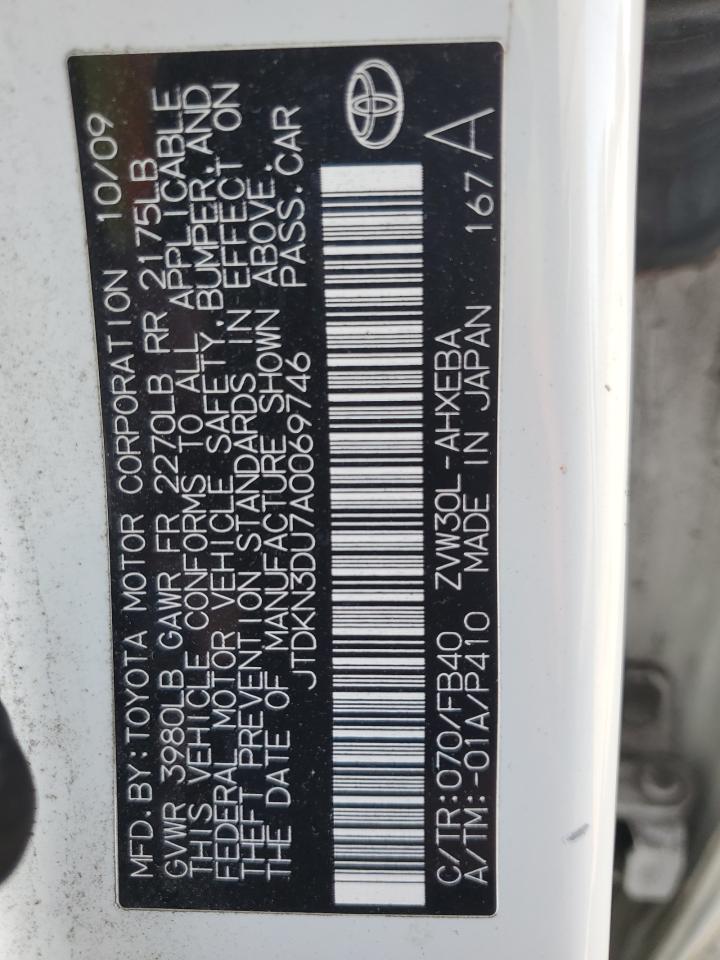 MFD.BY:TOYOTA MOTOR CORPORATION 10/09
GVWR 3980LB GAWR FR 2270LB RR 2175LB
THIS VEHICLE CONFORMS TO ALL APPLICABLE
FEDERAL MOTOR VEHICLE SAFETY, BUMPER, AND
THEFT PREVENTION STANDARDS IN EFFECT ON
THE DATE OF MANUFACTURE SHOWN ABOVE.
JTDKN3DU7A0069746 PASS.CAR
C/TR:070/FB40 ZVW30L-AHXEBA
A/TM:-01A/P410 MADE IN JAPAN 167 A